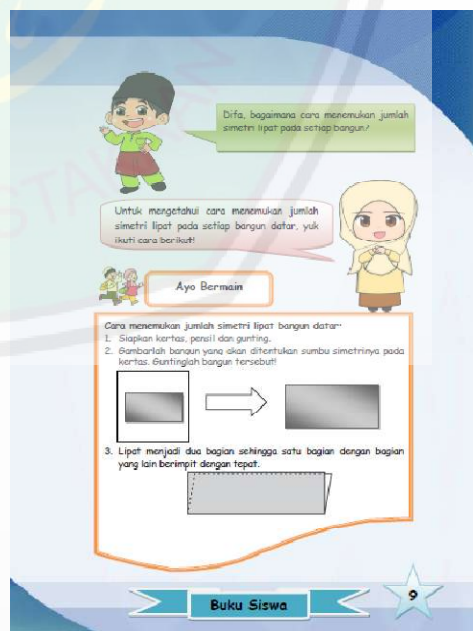 Difa, bagaimana cara menemukan jumlah
simetri lipat pada setiap bangun?
Untuk mengetahui cara menemukan jumlah
simetri lipat pada setiap bangun datar, yuk
ikuti cara berikut!
Ayo Bermain
Cara menemukan jumlah simetri lipat bangun datar:
1. Siapkan kertas, pensil dan gunting.
2. Gambarlah bangun yang akan ditentukan sumbu simetrinya pada
kertas. Guntinglah bangun tersebut!
3. Lipat menjadi dua bagian sehingga satu bagian dengan bagian
yang lain berimpit dengan tepat.
Buku Siswa
9